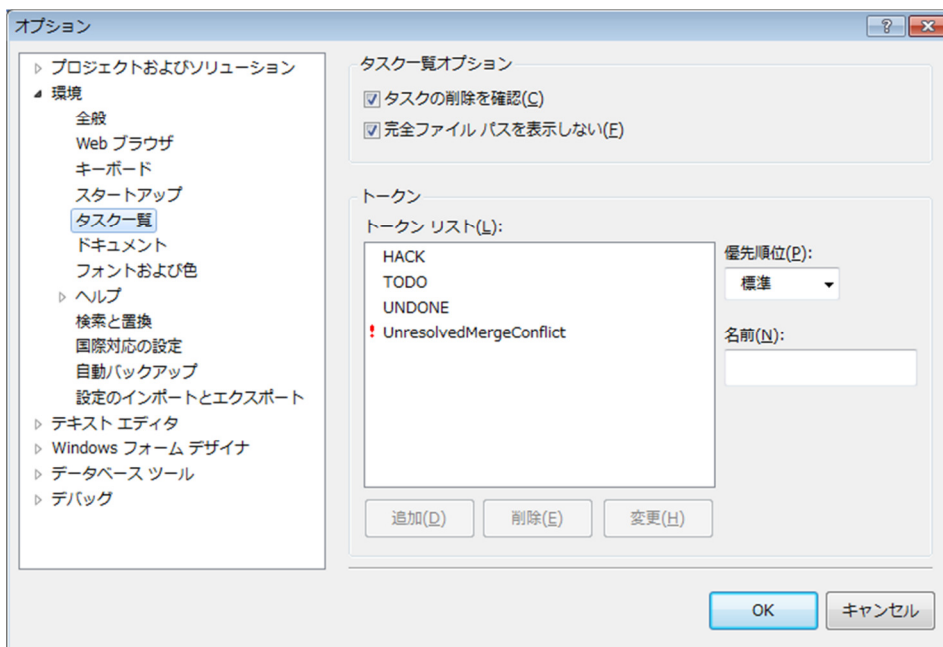 オプション
プロジェクトおよびソリューション
環境
全般
Web ブラウザ
キーボード
スタートアップ
タスク一覧
ドキュメント
フォントおよび色
ヘルプ
検索と置換
国際対応の設定
自動バックアップ
設定のインポートとエクスポート
テキスト エディタ
Windows フォーム デザイナ
データベース ツール
デバッグ
タスク一覧オプション
タスクの削除を確認(C)
完全ファイル パスを表示しない(F)
トークン
トークン リスト(L):
HACK
TODO
UNDONE
! UnresolvedMergeConflict
優先順位(P):
標準
名前(N):
追加(D)
削除(E)
変更(H)
OK
キャンセル